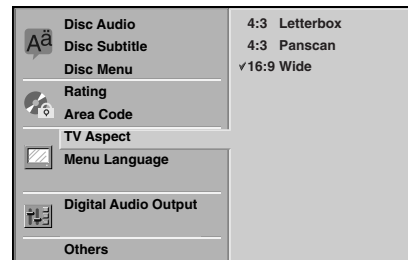 Aä
Disc Audio
Disc Subtitle
Disc Menu
Rating
Area Code
TV Aspect
Menu Language
Digital Audio Output
Others
4:3 Letterbox
4:3 Panscan
✓16:9 Wide